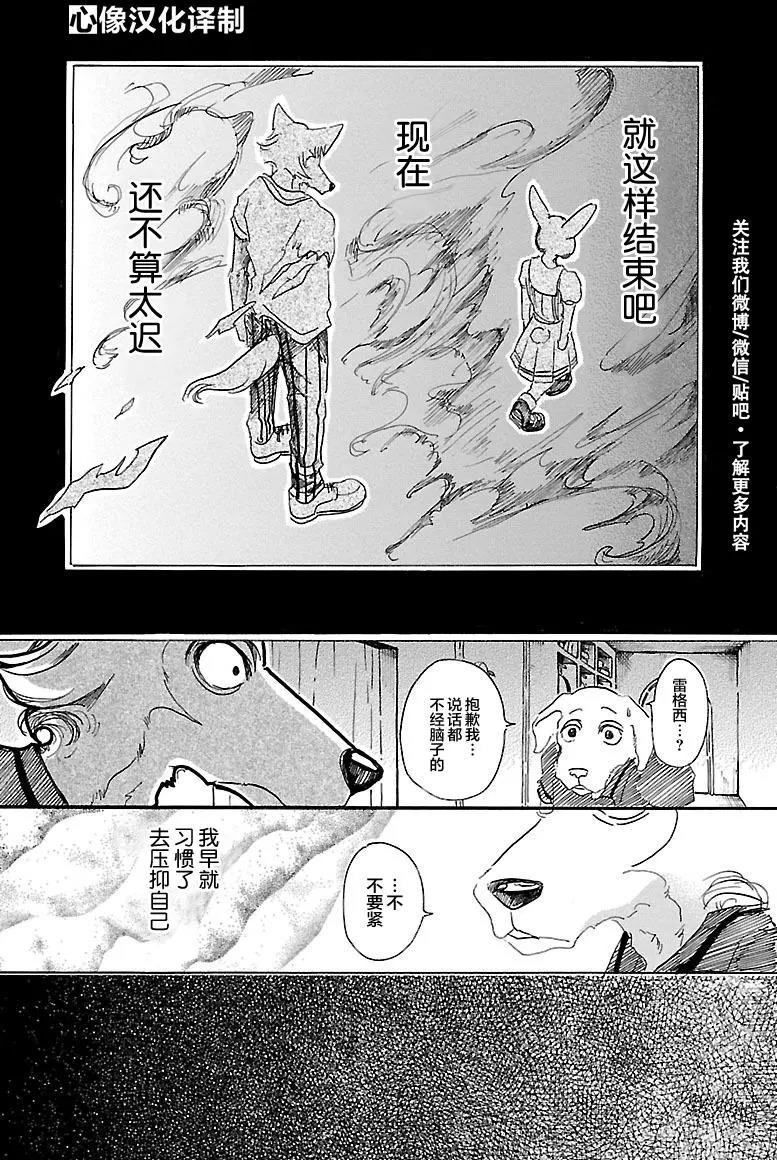 心像汉化译制
就这样结束吧
现在
还不算太迟
关注我们微博/微信/贴吧·了解更多内容
雷格西…?
抱歉我…
说话都
不经脑子的
…不
不要紧
我早就
习惯了
去压抑自己